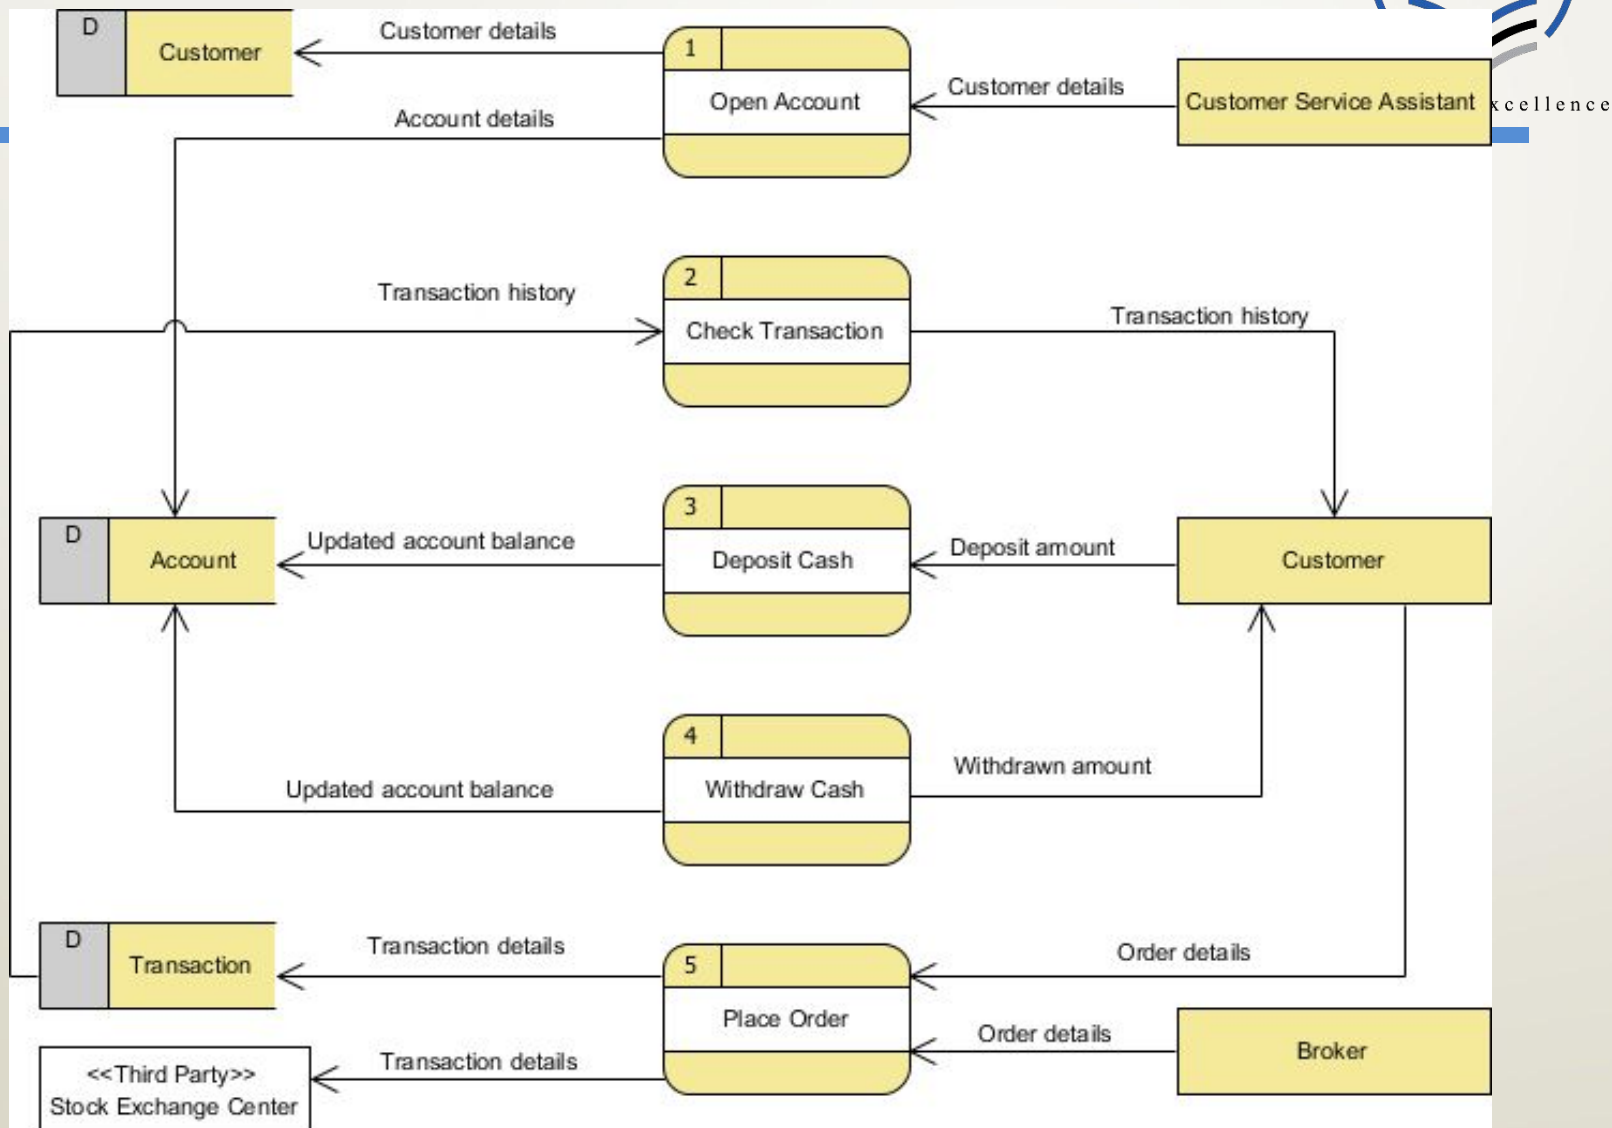 D
Customer
Customer details
1
Open Account
Customer details
Customer Service Assistant
xcellence
Account details
2
Transaction history
Check Transaction
Transaction history
D
Account
Updated account balance
3
Deposit Cash
Deposit amount
Customer
4
Updated account balance
Withdraw Cash
Withdrawn amount
D
Transaction
Transaction details
5
Place Order
Order details
Order details
Broker
<<Third Party>>
Stock Exchange Center
Transaction details